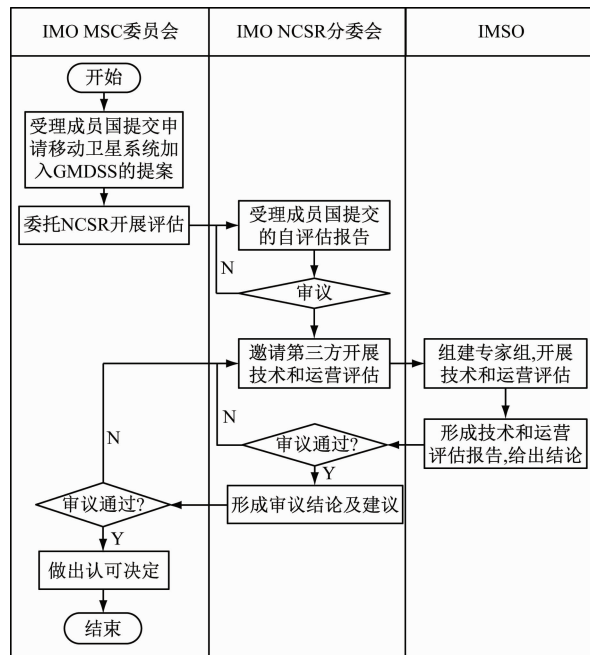 IMO MSC委员会
IMO NCSR分委会
IMSO
开始
受理成员国提交申
请移动卫星系统加
入GMDSS的提案
委托NCSR开展评估
受理成员国提交
的自评估报告
N
审议
邀请第三方开展
技术和运营评估
组建专家组,开展
技术和运营评估
形成技术和运营
评估报告,给出结论
N
审议通过?
Y
形成审议结论及建议
N
审议通过?
Y
做出认可决定
结束